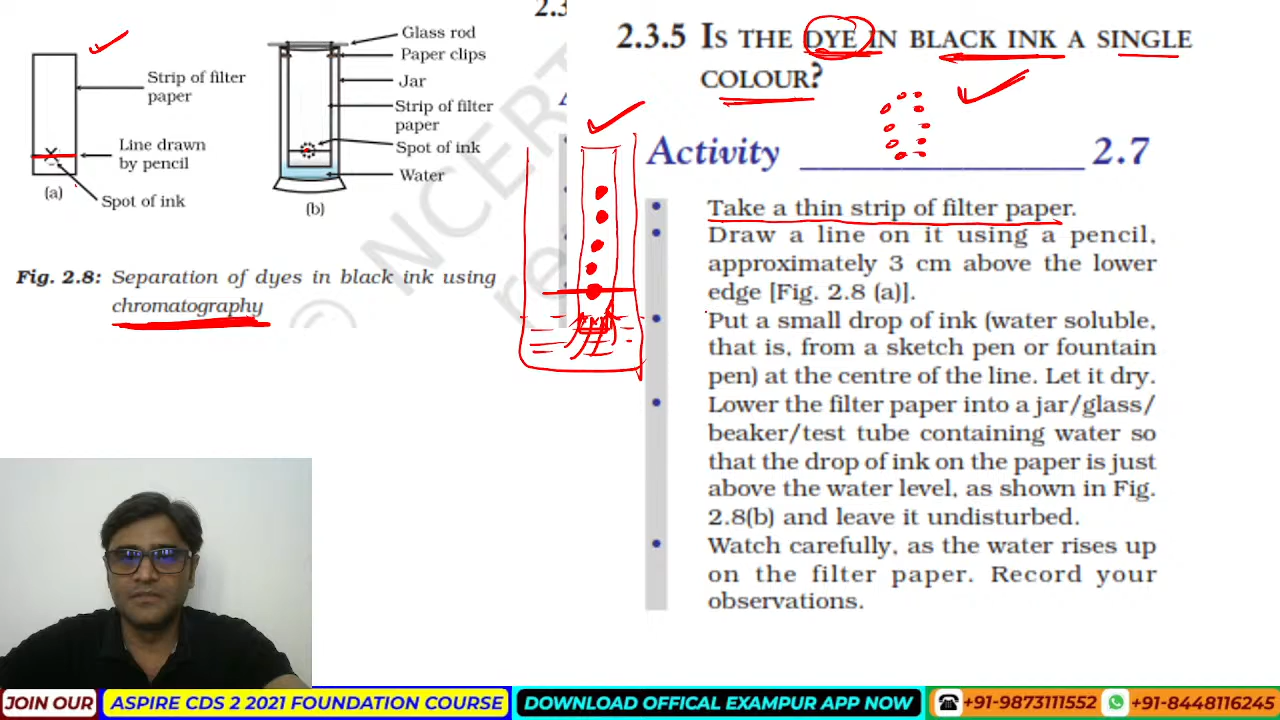 2.3
2.3.5 IS THE DYE IN BLACK INK A SINGLE
COLOUR?
Strip of filter
paper
Line drawn
by pencil
Spot of ink
(a)
Glass rod
Paper clips
Jar
Strip of filter
paper
Spot of ink
Water
(b)
Fig. 2.8: Separation of dyes in black ink using
chromatography
© NCERT
re
Activity 2.7
• Take a thin strip of filter paper.
• Draw a line on it using a pencil,
approximately 3 cm above the lower
edge [Fig. 2.8 (a)].
• Put a small drop of ink (water soluble,
that is, from a sketch pen or fountain
pen) at the centre of the line. Let it dry.
• Lower the filter paper into a jar/glass/
beaker/test tube containing water so
that the drop of ink on the paper is just
above the water level, as shown in Fig.
2.8(b) and leave it undisturbed.
• Watch carefully, as the water rises up
on the filter paper. Record your
observations.
JOIN OUR ASPIRE CDS 2 2021 FOUNDATION COURSE DOWNLOAD OFFICAL EXAMPUR APP NOW +91-9873111552 +91-8448116245